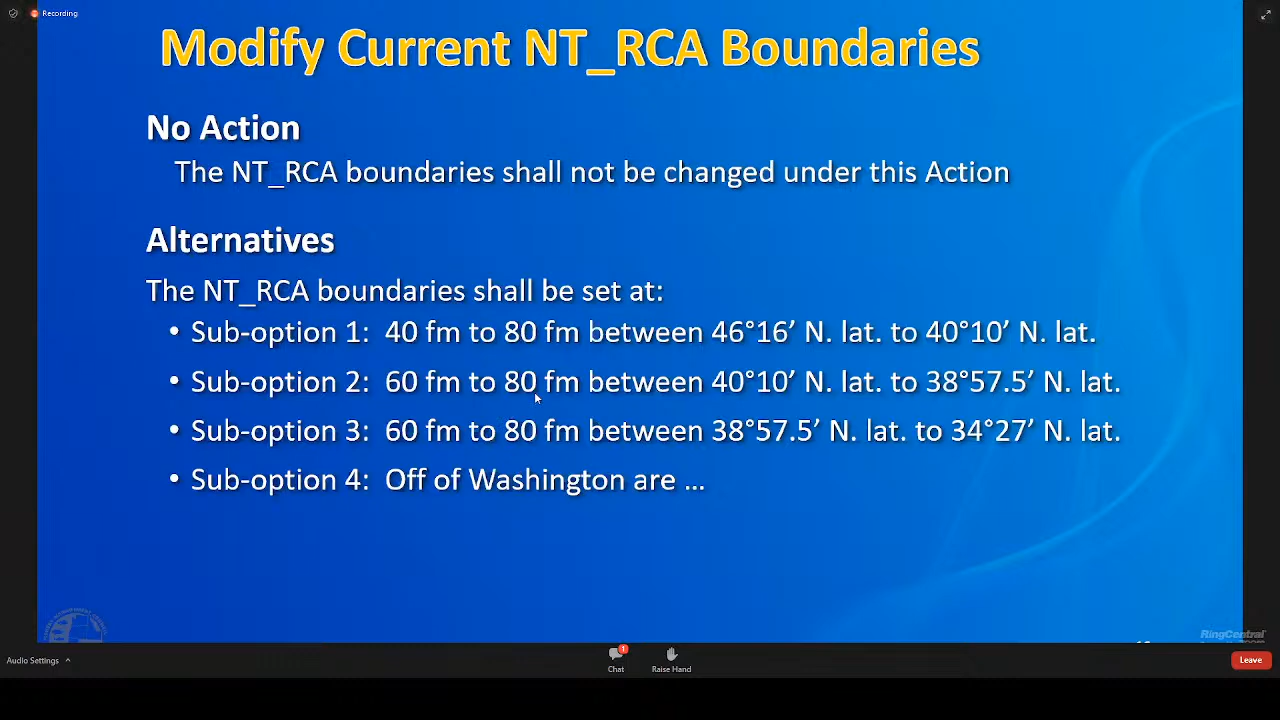 Recording
Modify Current NT_RCA Boundaries
No Action
The NT_RCA boundaries shall not be changed under this Action
Alternatives
The NT_RCA boundaries shall be set at:
• Sub-option 1: 40 fm to 80 fm between 46°16’ N. lat. to 40°10’ N. lat.
• Sub-option 2: 60 fm to 80 fm between 40°10’ N. lat. to 38°57.5’ N. lat.
• Sub-option 3: 60 fm to 80 fm between 38°57.5’ N. lat. to 34°27’ N. lat.
• Sub-option 4: Off of Washington are …
RingCentral
Audio Settings
1
Chat
Raise Hand
Leave